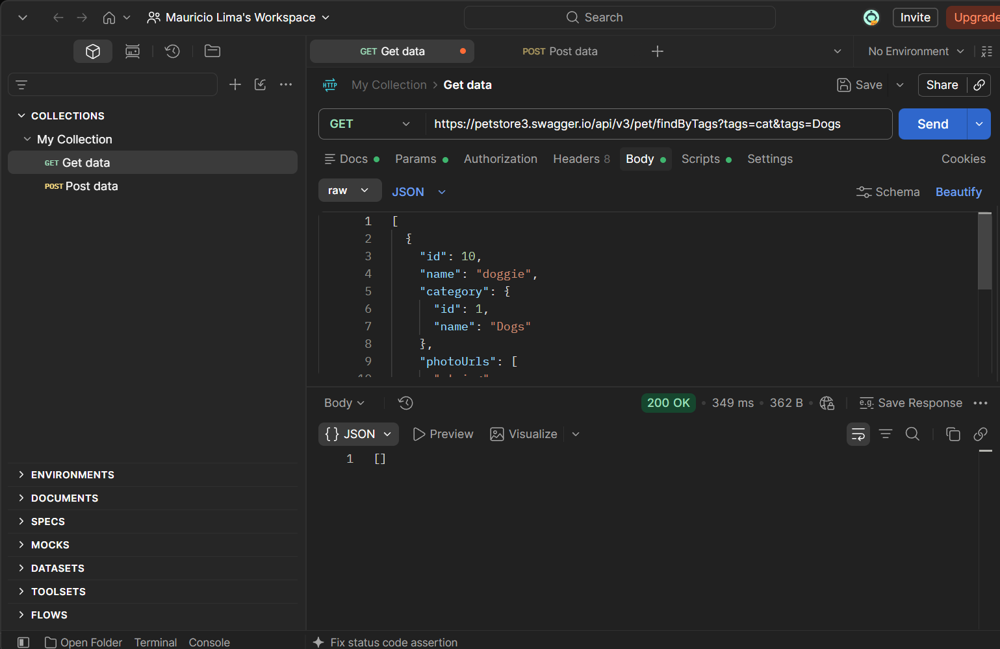 Mauricio Lima's Workspace
Search
Invite
Upgrade
GET Get data
POST Post data
No Environment
HTTP My Collection > Get data
Save
Share
COLLECTIONS
My Collection
GET Get data
POST Post data
GET https://petstore3.swagger.io/api/v3/pet/findByTags?tags=cat&tags=Dogs
Send
Docs Params Authorization Headers 8 Body Scripts Settings Cookies
raw JSON Schema Beautify
1 [
2 {
3 "id": 10,
4 "name": "doggie",
5 "category": {
6 "id": 1,
7 "name": "Dogs"
8 },
9 "photoUrls": [
Body 200 OK • 349 ms • 362 B • e.g. Save Response
{} JSON Preview Visualize
1 []
ENVIRONMENTS
DOCUMENTS
SPECS
MOCKS
DATASETS
TOOLSETS
FLOWS
Open Folder Terminal Console Fix status code assertion